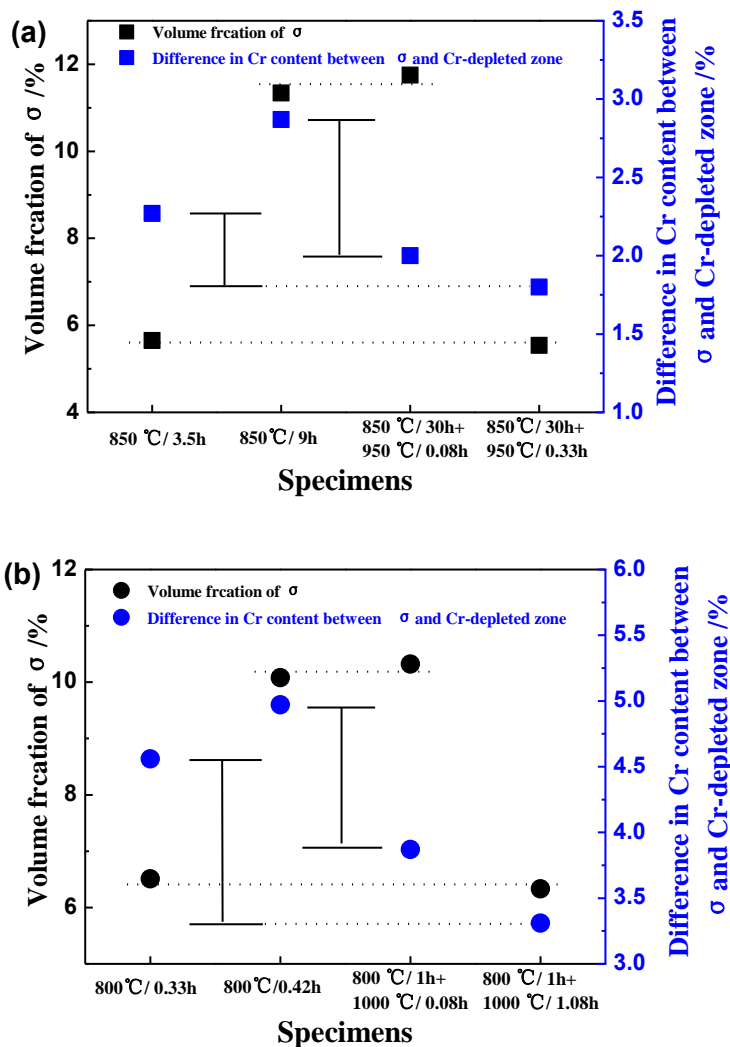 (a)
Volume frcation of σ
Difference in Cr content between σ and Cr-depleted zone
12
10
8
6
4
Volume frcation of σ /%
3.5
3.0
2.5
2.0
1.5
1.0
Difference in Cr content between
σ and Cr-depleted zone /%
850 ℃/ 3.5h
850℃/ 9h
850 ℃/ 30h+
950 ℃/ 0.08h
850 ℃/ 30h+
950℃/ 0.33h
Specimens
(b)
Volume frcation of σ
Difference in Cr content between σ and Cr-depleted zone
12
10
8
6
Volume frcation of σ /%
6.0
5.5
5.0
4.5
4.0
3.5
3.0
Difference in Cr content between
σ and Cr-depleted zone /%
800℃/ 0.33h
800℃/0.42h
800 ℃/ 1h+
1000 ℃/ 0.08h
800 ℃/ 1h+
1000 ℃/ 1.08h
Specimens